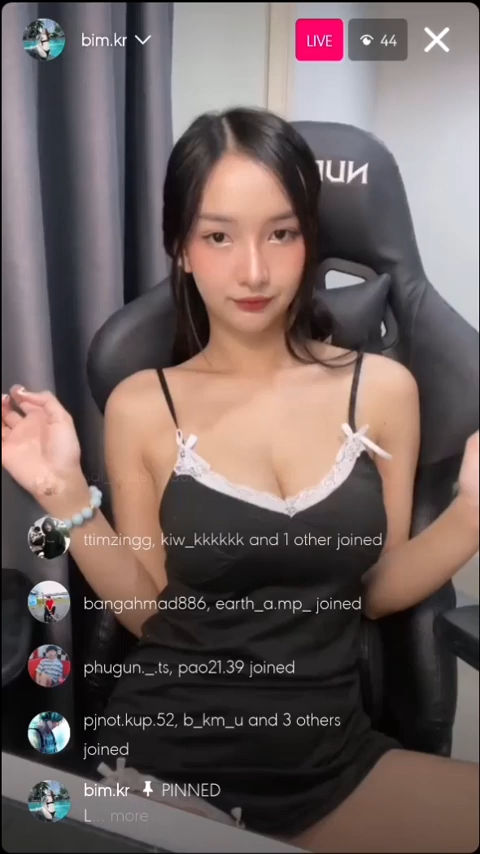 bim.kr
LIVE
44
ttimzingg, kiw_kkkkkk and 1 other joined
bangahmad886, earth_a.mp_ joined
phugun._.ts, pao21.39 joined
pjnot.kup.52, b_km_u and 3 others
joined
bim.kr PINNED
L... more